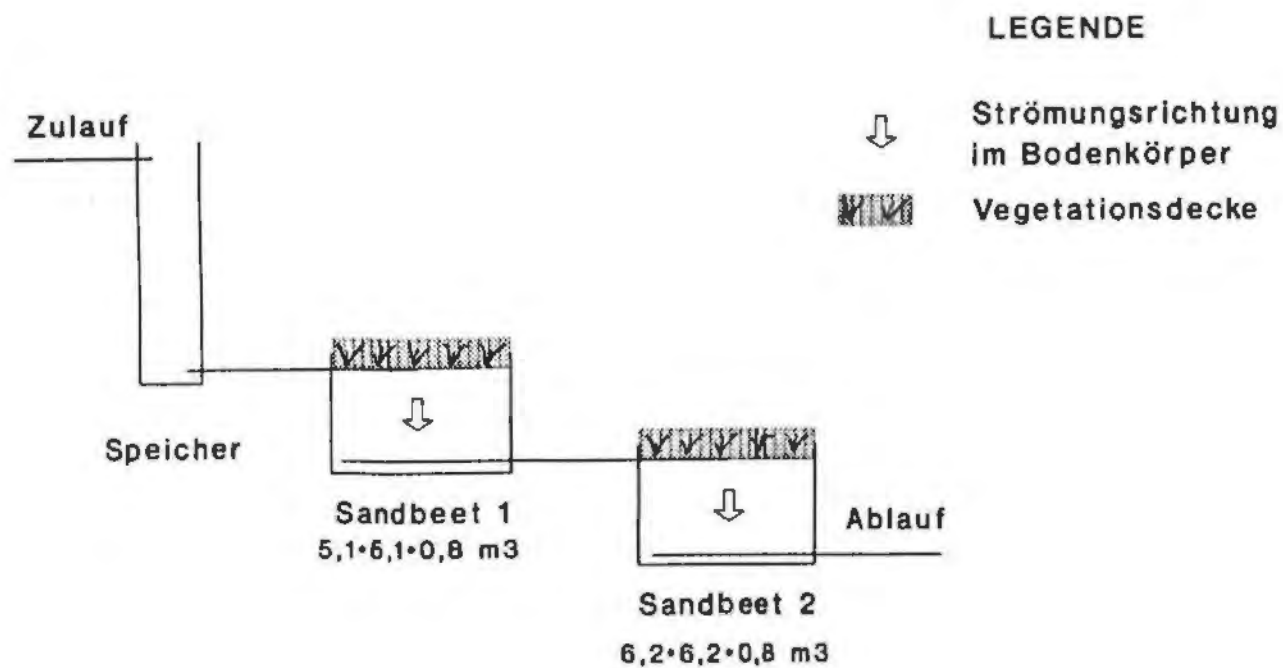 LEGENDE
Zulauf
Strömungsrichtung
im Bodenkörper
Vegetationsdecke
Speicher
Sandbeet 1
5,1•6,1•0,8 m3
Ablauf
Sandbeet 2
6,2•6,2•0,8 m3